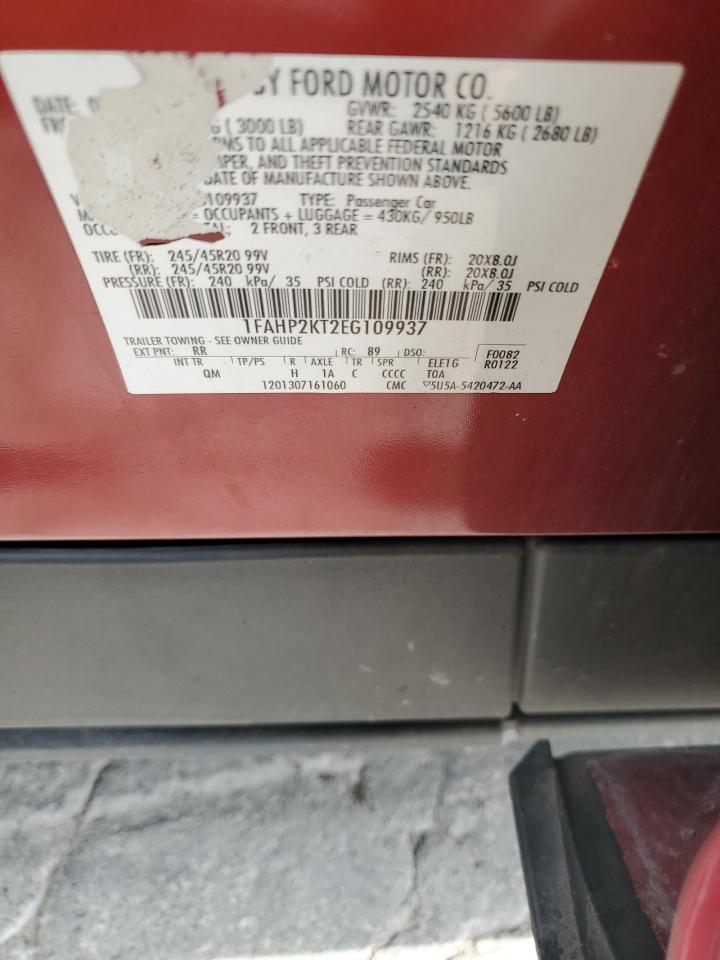 BY FORD MOTOR CO.
DATE: 0 GVWR: 2540 KG ( 5600 LB)
FR G ( 3000 LB) REAR GAWR: 1216 KG ( 2680 LB)
RMS TO ALL APPLICABLE FEDERAL MOTOR
MPER, AND THEFT PREVENTION STANDARDS
DATE OF MANUFACTURE SHOWN ABOVE.
109937 TYPE: Passenger Car
= OCCUPANTS + LUGGAGE = 430KG/ 950LB
OCC TAL; 2 FRONT, 3 REAR
TIRE (FR): 245/45R20 99V RIMS (FR): 20X8.0J
(RR): 245/45R20 99V (RR): 20X8.0J
PRESSURE (FR): 240 kPa/ 35 PSI COLD (RR): 240 kPa/ 35 PSI COLD
1FAHP2KT2EG109937
TRAILER TOWING - SEE OWNER GUIDE
EXT PNT: RR RC: 89 DSO: F0082
INT TR TP/PS R AXLE TR SPR ELE1G R0122
QM H 1A C CCCC TOA
1201307161060 CMC 5U5A-5420472-AA